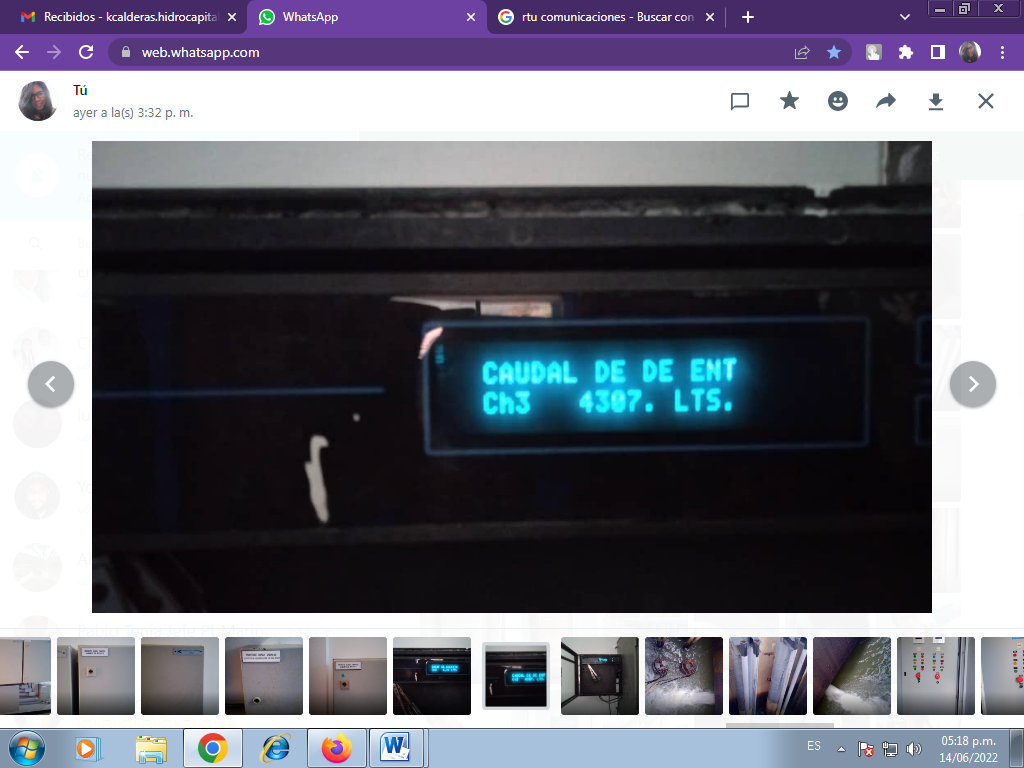 Recibidos - kcalderas.hidrocapita
WhatsApp
rtu comunicaciones - Buscar con
web.whatsapp.com
Tú
ayer a la(s) 3:32 p. m.
CAUDAL DE DE ENT
Ch3 4307. LTS.
ES
05:18 p.m.
14/06/2022